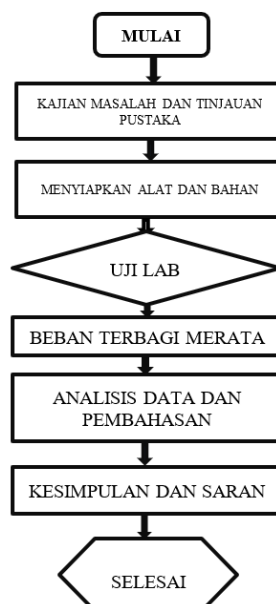 MULAI
KAJIAN MASALAH DAN TINJAUAN
PUSTAKA
MENYIAPKAN ALAT DAN BAHAN
UJI LAB
BEBAN TERBAGI MERATA
ANALISIS DATA DAN
PEMBAHASAN
KESIMPULAN DAN SARAN
SELESAI